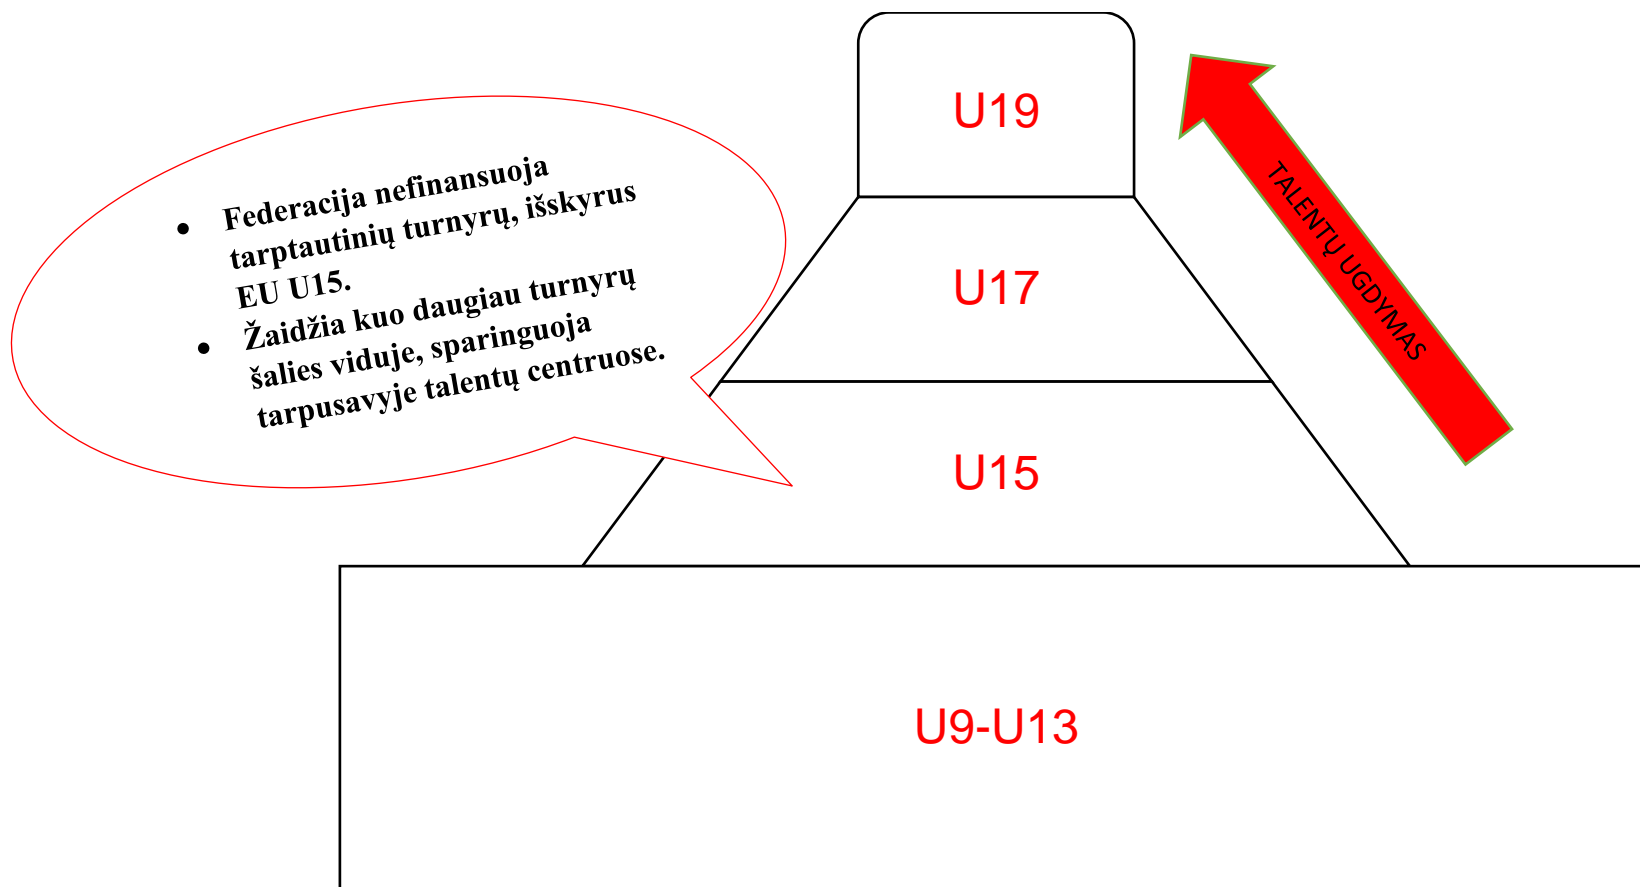 U19
• Federacija nefinansuoja
tarptautinių turnyrų, išskyrus
EU U15.
• Žaidžia kuo daugiau turnyrų
šalies viduje, sparinguoja
tarpusavyje talentų centruose.
TALENTŲ UGDYMAS
U17
U15
U9-U13